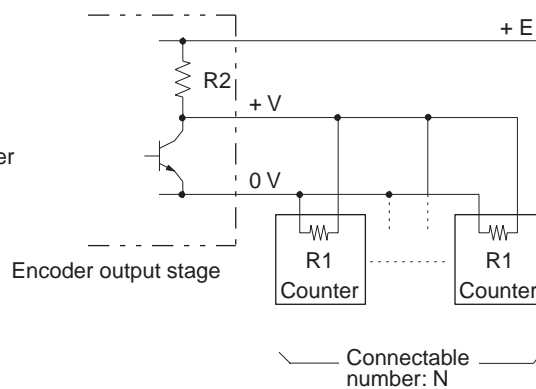 + E
R2
+ V
er
0 V
R1
Counter
R1
Counter
Encoder output stage
Connectable
number: N